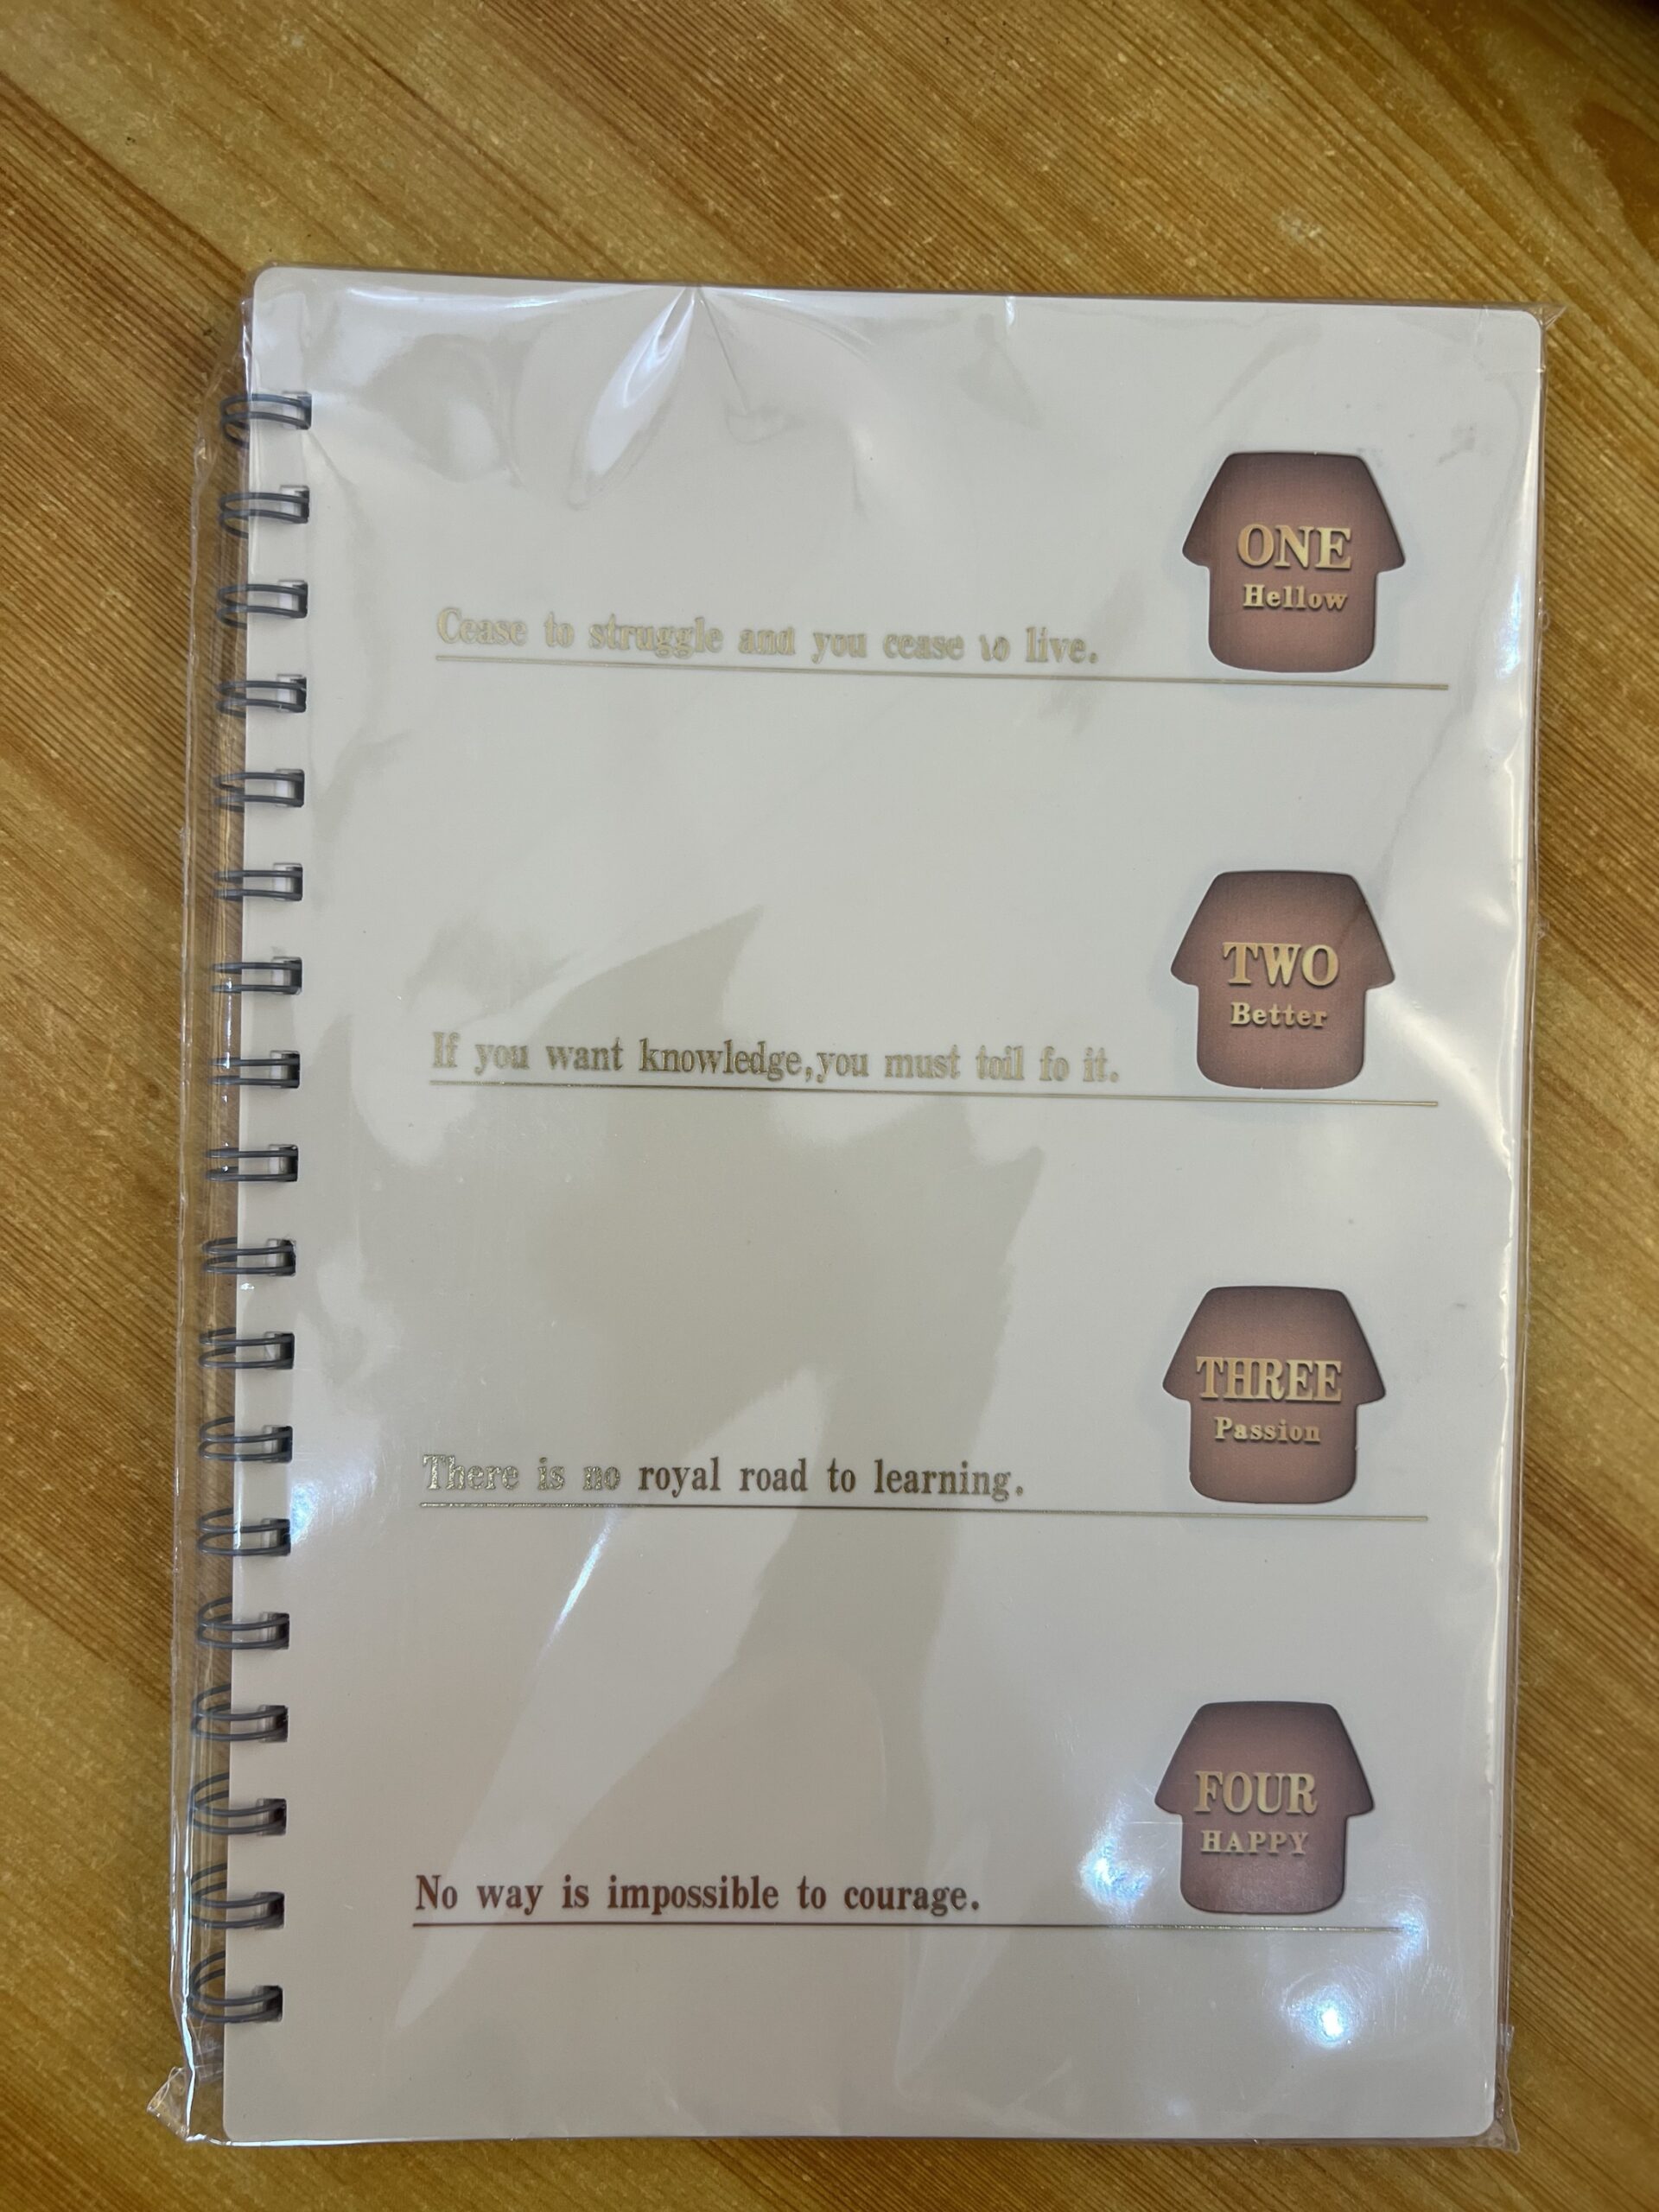 ONE
Hellow
Cease to struggle and you cease to live.
TWO
Better
If you want knowledge,you must toil fo it.
THREE
Passion
There is no royal road to learning.
FOUR
HAPPY
No way is impossible to courage.